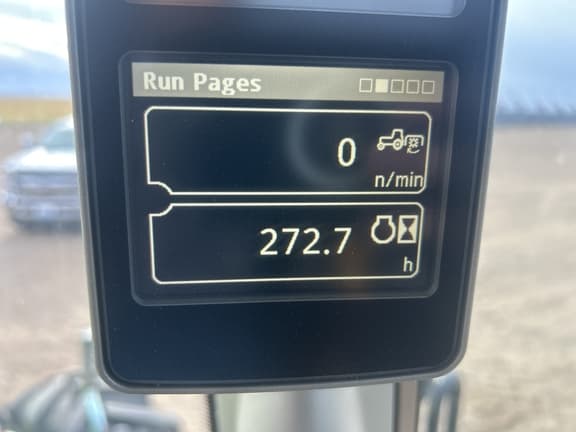 Run Pages
0
n/min
272.7
h